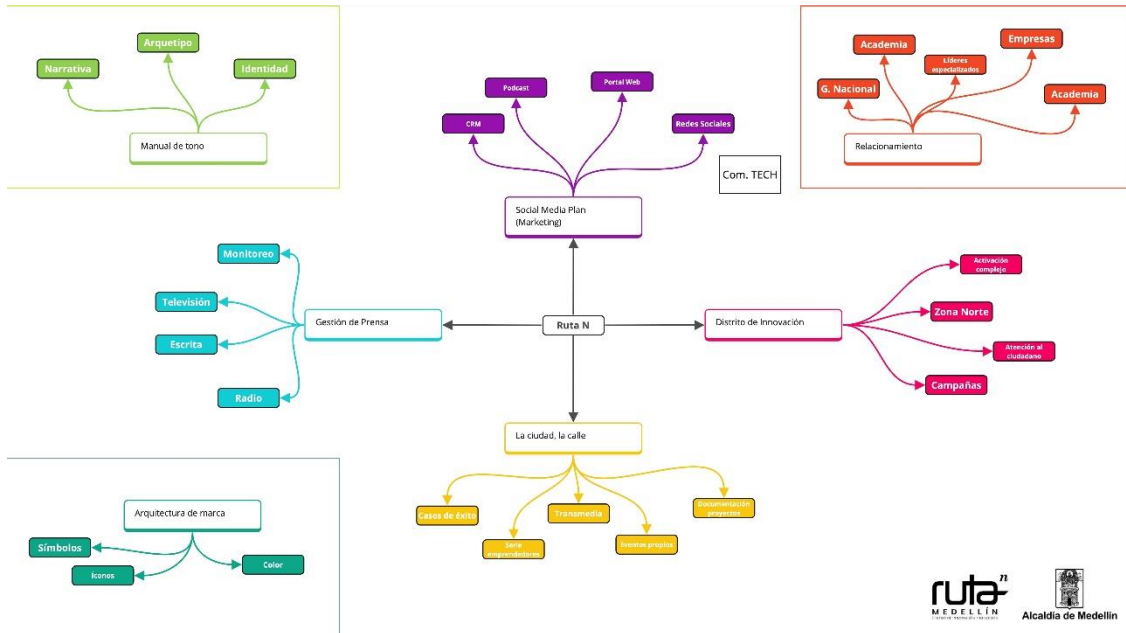 Arquetipo
Narrativa
Identidad
Manual de tono
Podcast
Portal Web
CRM
Redes Sociales
Social Media Plan
(Marketing)
Com. TECH
Empresas
Academia
Líderes
especializados
G. Nacional
Academia
Relacionamiento
Monitoreo
Televisión
Escrita
Radio
Gestión de Prensa
Ruta N
Distrito de Innovación
Activación
complejo
Zona Norte
Atención al
ciudadano
Campañas
La ciudad, la calle
Casos de éxito
Serie
emprendedores
Transmedia
Eventos propios
Documentación
proyectos
Arquitectura de marca
Símbolos
Iconos
Color
ruta n
MEDELLÍN
Alcaldía de Medellín